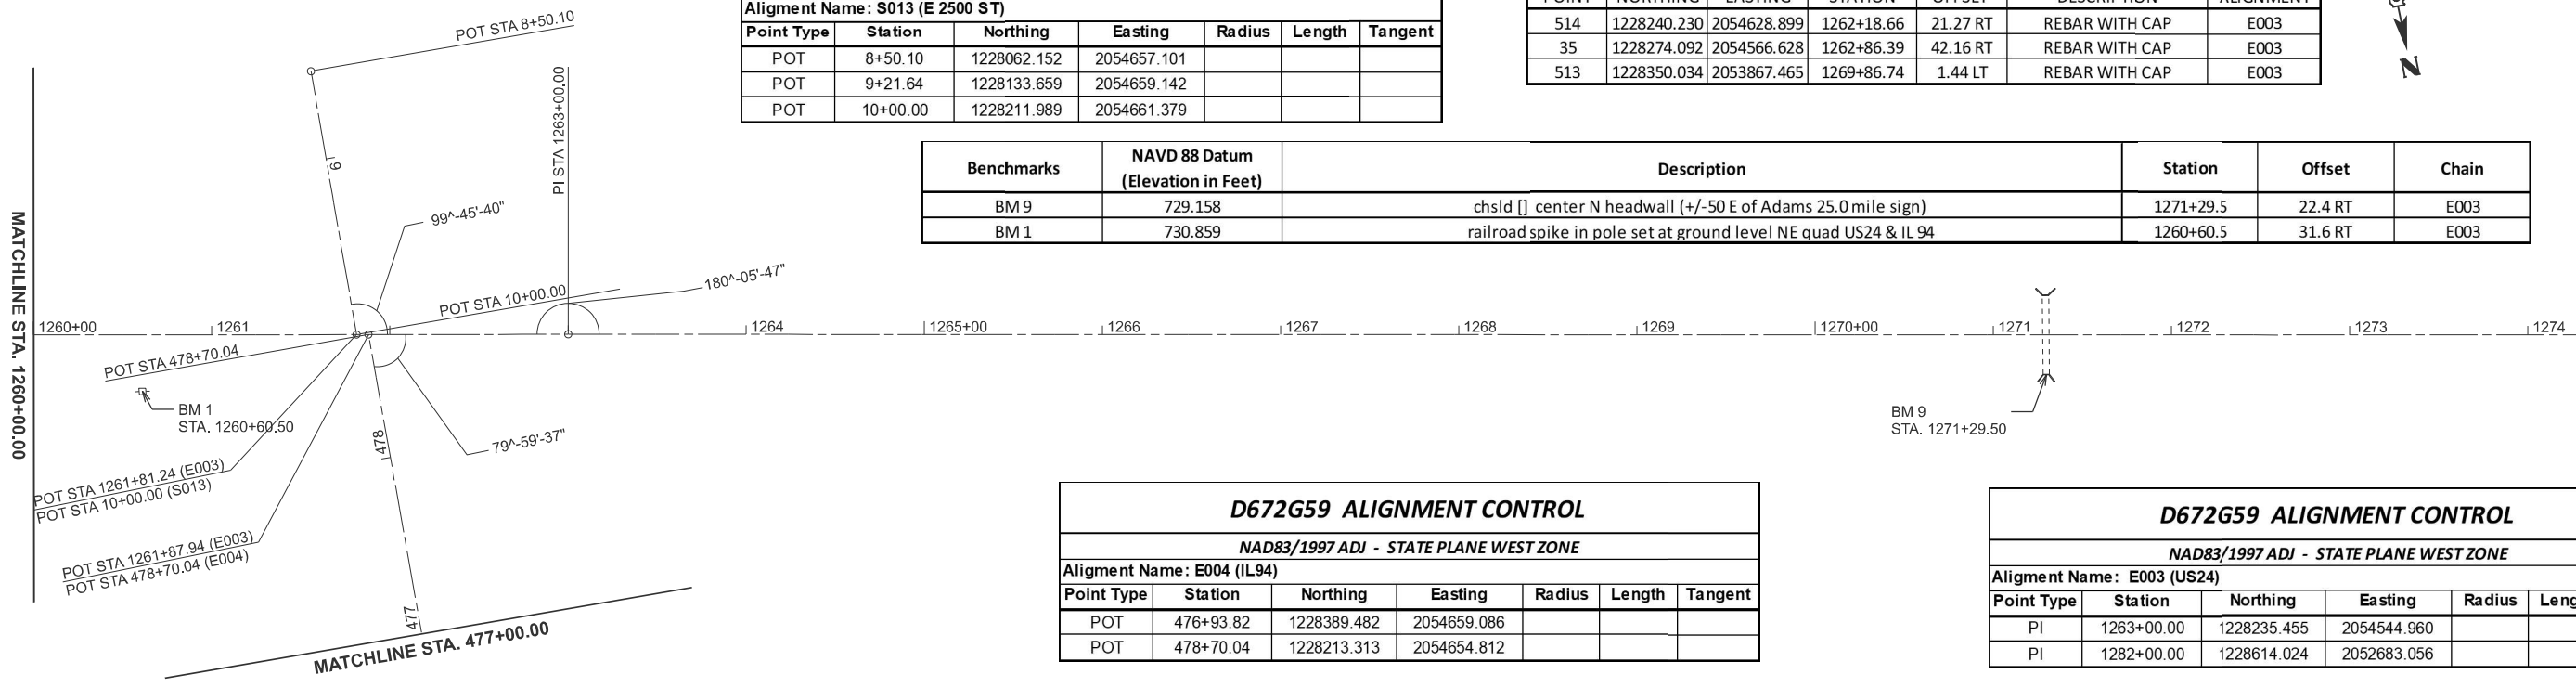 POT STA 8+50.10
PI STA 1263+00.00
9
99^-45'-40"
POT STA 10+00.00
180^-05'-47"
MATCHLINE STA. 1260+00.00
1260+00 1261 1264 1265+00 1266 1267 1268 1269 1270+00 1271 1272 1273 1274
POT STA 478+70.04
BM 1
STA. 1260+60.50
478
79^-59'-37"
POT STA 1261+81.24 (E003)
POT STA 10+00.00 (S013)
POT STA 1261+87.94 (E003)
POT STA 478+70.04 (E004)
477
MATCHLINE STA. 477+00.00
BM 9
STA. 1271+29.50
Aligment Name: S013 (E 2500 ST)
Point Type Station Northing Easting Radius Length Tangent
POT 8+50.10 1228062.152 2054657.101
POT 9+21.64 1228133.659 2054659.142
POT 10+00.00 1228211.989 2054661.379
POINT NORTHING EASTING STATION OFFSET DESCRIPTION ALIGNMENT
514 1228240.230 2054628.899 1262+18.66 21.27 RT REBAR WITH CAP E003
35 1228274.092 2054566.628 1262+86.39 42.16 RT REBAR WITH CAP E003
513 1228350.034 2053867.465 1269+86.74 1.44 LT REBAR WITH CAP E003
N
Benchmarks NAVD 88 Datum (Elevation in Feet) Description Station Offset Chain
BM 9 729.158 chsld [] center N headwall (+/-50 E of Adams 25.0 mile sign) 1271+29.5 22.4 RT E003
BM 1 730.859 railroad spike in pole set at ground level NE quad US24 & IL 94 1260+60.5 31.6 RT E003
D672G59 ALIGNMENT CONTROL
NAD83/1997 ADJ - STATE PLANE WEST ZONE
Aligment Name: E004 (IL94)
Point Type Station Northing Easting Radius Length Tangent
POT 476+93.82 1228389.482 2054659.086
POT 478+70.04 1228213.313 2054654.812
D672G59 ALIGNMENT CONTROL
NAD83/1997 ADJ - STATE PLANE WEST ZONE
Aligment Name: E003 (US24)
Point Type Station Northing Easting Radius Leng
PI 1263+00.00 1228235.455 2054544.960
PI 1282+00.00 1228614.024 2052683.056